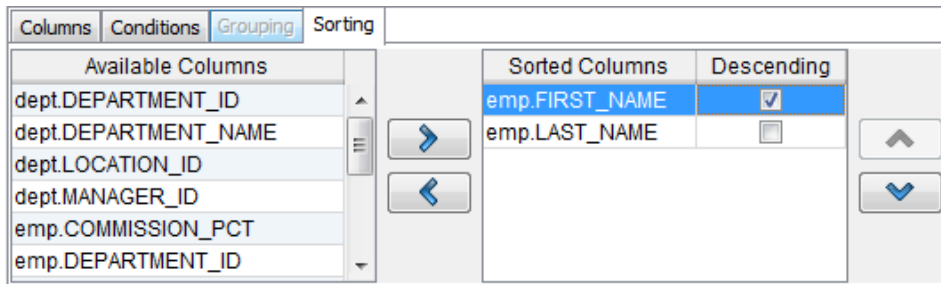 Columns Conditions Grouping Sorting
Available Columns
dept.DEPARTMENT_ID
dept.DEPARTMENT_NAME
dept.LOCATION_ID
dept.MANAGER_ID
emp.COMMISSION_PCT
emp.DEPARTMENT_ID
Sorted Columns Descending
emp.FIRST_NAME
emp.LAST_NAME